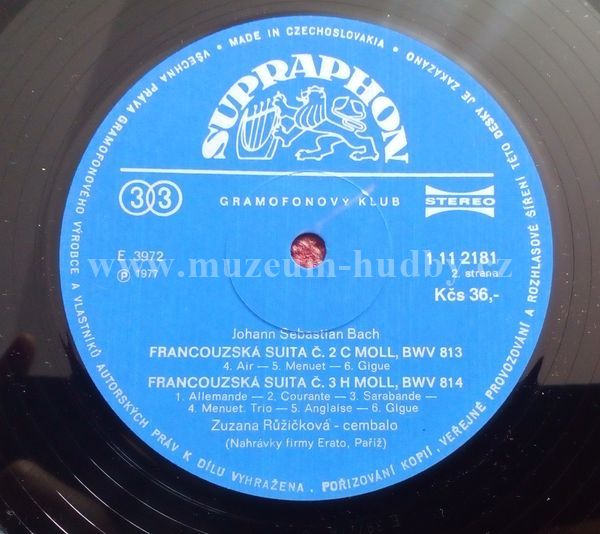 VŠECHNA PRÁVA GRAMOFONOVÉHO VÝROBCE A VLASTNÍKŮ AUTORSKÝCH PRÁV K DÍLU VYHRAŽENA. POŘIZOVÁNÍ KOPIÍ, VEŘEJNÉ PROVOZOVÁNÍ A ROZHLASOVÉ ŠÍŘENÍ TÉTO DESKY JE ZAKÁZÁNO • MADE IN CZECHOSLOVAKIA •
SUPRAPHON
33 GRAMOFONOVÝ KLUB STEREO
E 3972 1 11 2181
℗ 1977 2. strana
www.muzeum-hudby.cz
Kčs 36,-
Johann Sebastian Bach
FRANCOUZSKÁ SUITA Č. 2 C MOLL, BWV 813
4. Air — 5. Menuet — 6. Gigue
FRANCOUZSKÁ SUITA Č. 3 H MOLL, BWV 814
1. Allemande — 2. Courante — 3. Sarabande —
4. Menuet. Trio — 5. Anglaise — 6. Gigue
Zuzana Růžičková - cembalo
(Nahrávky firmy Erato, Paříž)